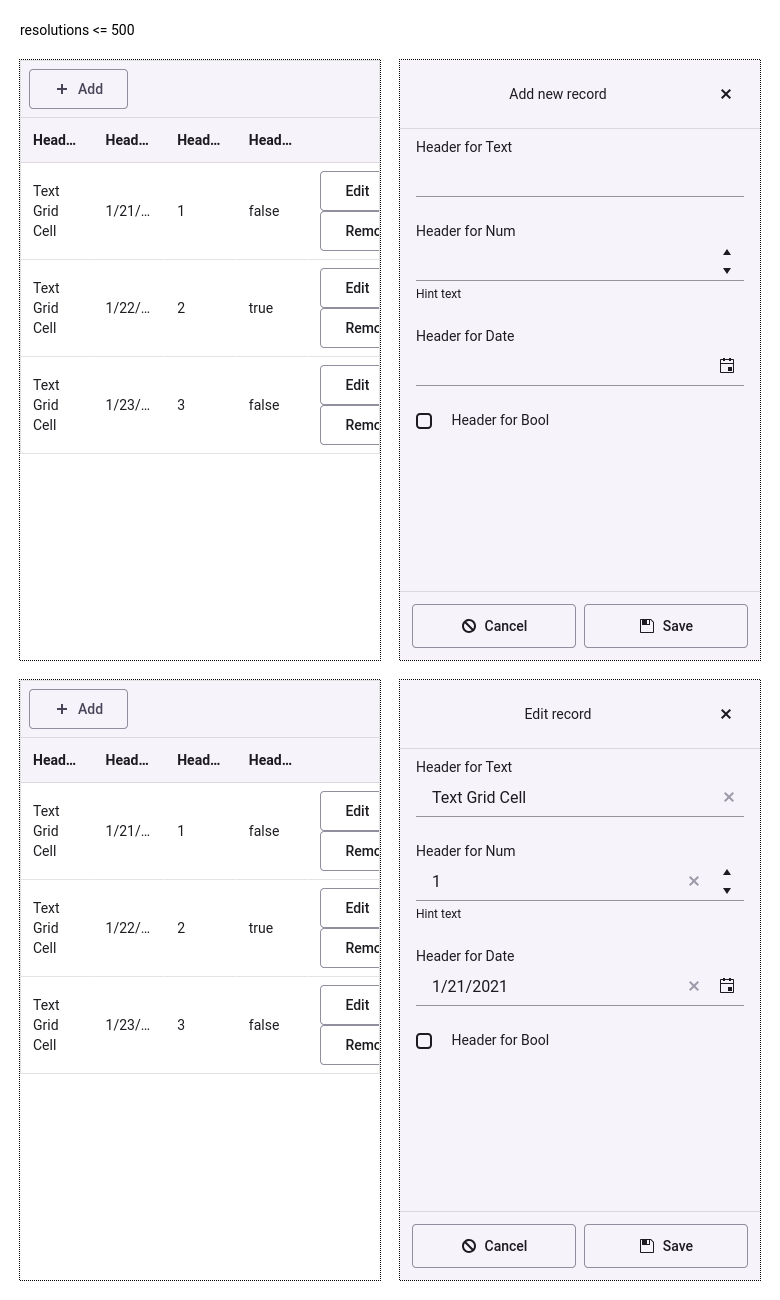 resolutions <= 500
Add
Head… Head… Head… Head…
Text Grid Cell 1/21/… 1 false Edit
Remo
Text Grid Cell 1/22/… 2 true Edit
Remo
Text Grid Cell 1/23/… 3 false Edit
Remo
Add new record
Header for Text
Header for Num
Hint text
Header for Date
Header for Bool
Cancel Save
Add
Head… Head… Head… Head…
Text Grid Cell 1/21/… 1 false Edit
Remo
Text Grid Cell 1/22/… 2 true Edit
Remo
Text Grid Cell 1/23/… 3 false Edit
Remo
Edit record
Header for Text
Text Grid Cell
Header for Num
1
Hint text
Header for Date
1/21/2021
Header for Bool
Cancel Save